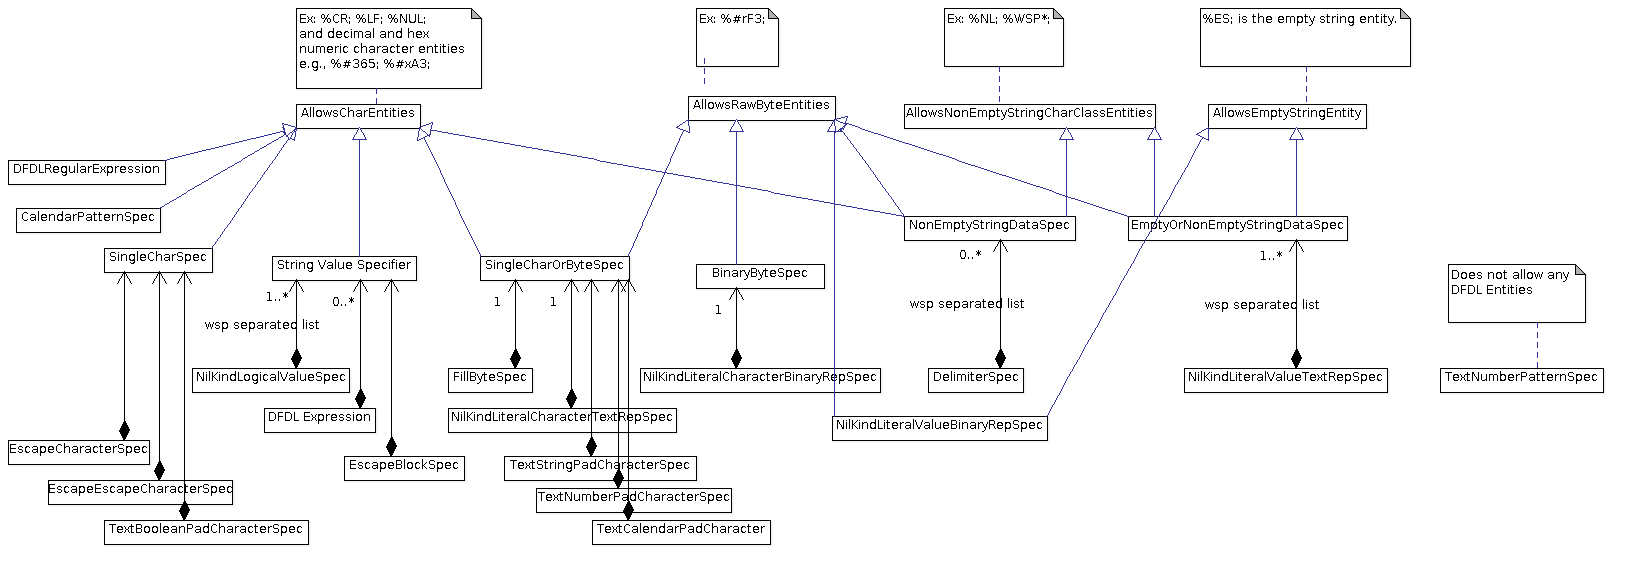 Ex: %CR; %LF; %NUL;
and decimal and hex
numeric character entities
e.g., %#365; %#xA3;
Ex: %#rF3;
Ex: %NL; %WSP*;
%ES; is the empty string entity.
AllowsCharEntities
AllowsRawByteEntities
AllowsNonEmptyStringCharClassEntities
AllowsEmptyStringEntity
DFDLRegularExpression
CalendarPatternSpec
NonEmptyStringDataSpec
EmptyOrNonEmptyStringDataSpec
SingleCharSpec
String Value Specifier
SingleCharOrByteSpec
BinaryByteSpec
0..*
1..*
Does not allow any
DFDL Entities
1..*
0..*
1
1
1
wsp separated list
wsp separated list
wsp separated list
NilKindLogicalValueSpec
FillByteSpec
NilKindLiteralCharacterBinaryRepSpec
DelimiterSpec
NilKindLiteralValueTextRepSpec
TextNumberPatternSpec
DFDL Expression
NilKindLiteralCharacterTextRepSpec
NilKindLiteralValueBinaryRepSpec
EscapeCharacterSpec
EscapeBlockSpec
TextStringPadCharacterSpec
EscapeEscapeCharacterSpec
TextNumberPadCharacterSpec
TextBooleanPadCharacterSpec
TextCalendarPadCharacter